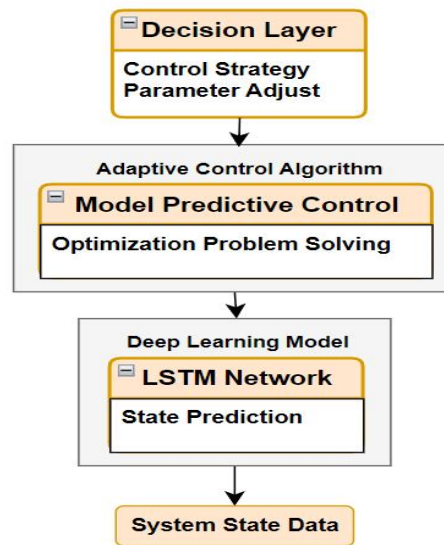 Decision Layer
Control Strategy
Parameter Adjust
Adaptive Control Algorithm
Model Predictive Control
Optimization Problem Solving
Deep Learning Model
LSTM Network
State Prediction
System State Data